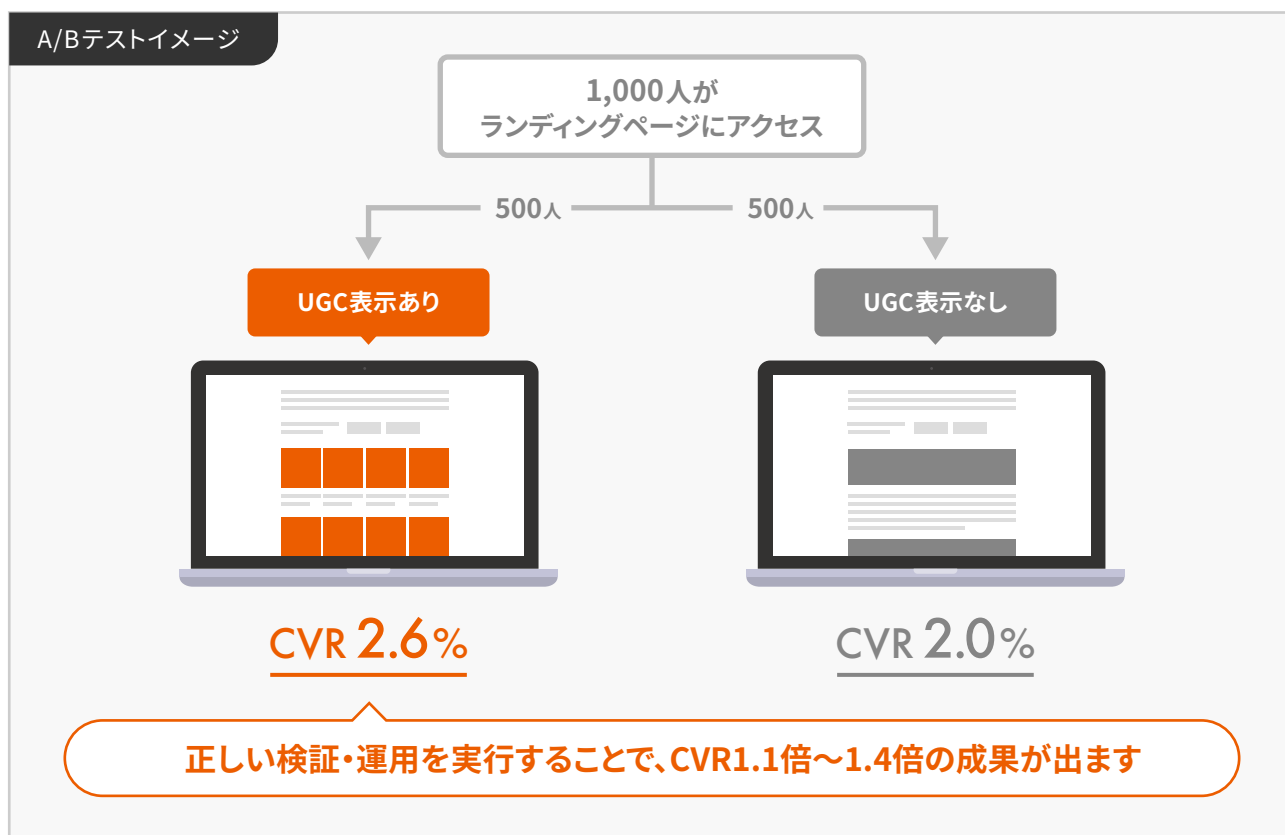 A/Bテストイメージ
1,000人が
ランディングページにアクセス
500人
500人
UGC表示あり
UGC表示なし
CVR 2.6%
CVR 2.0%
正しい検証・運用を実行することで、CVR1.1倍〜1.4倍の成果が出ます